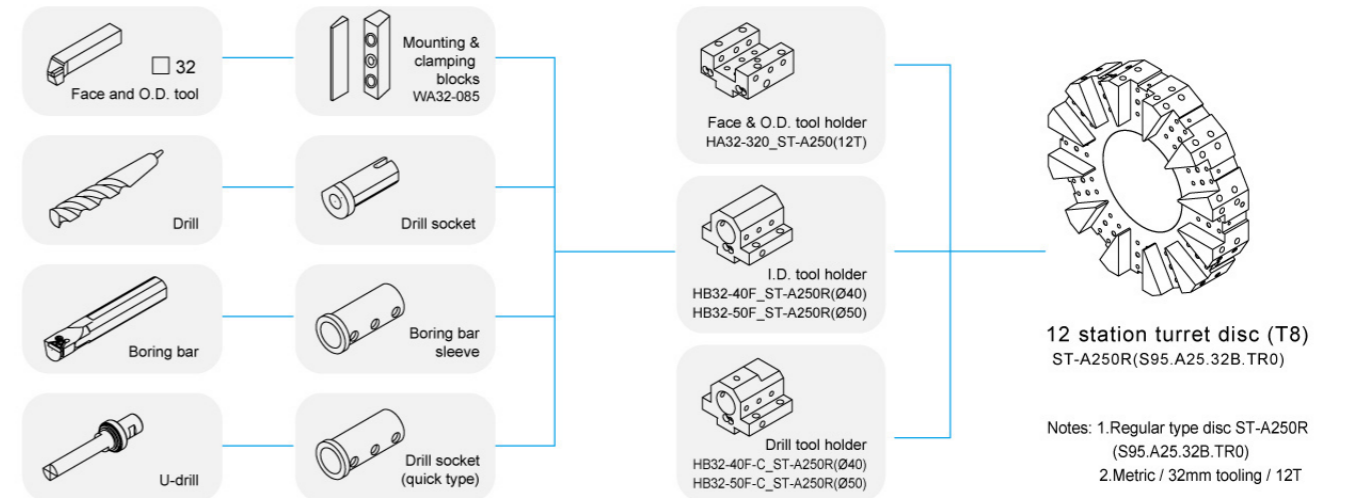 □ 32
Face and O.D. tool
Mounting &
clamping
blocks
WA32-085
Drill
Drill socket
Boring bar
Boring bar
sleeve
U-drill
Drill socket
(quick type)
Face & O.D. tool holder
HA32-320_ST-A250(12T)
I.D. tool holder
HB32-40F_ST-A250R(Ø40)
HB32-50F_ST-A250R(Ø50)
Drill tool holder
HB32-40F-C_ST-A250R(Ø40)
HB32-50F-C_ST-A250R(Ø50)
12 station turret disc (T8)
ST-A250R(S95.A25.32B.TR0)
Notes: 1.Regular type disc ST-A250R
(S95.A25.32B.TR0)
2.Metric / 32mm tooling / 12T